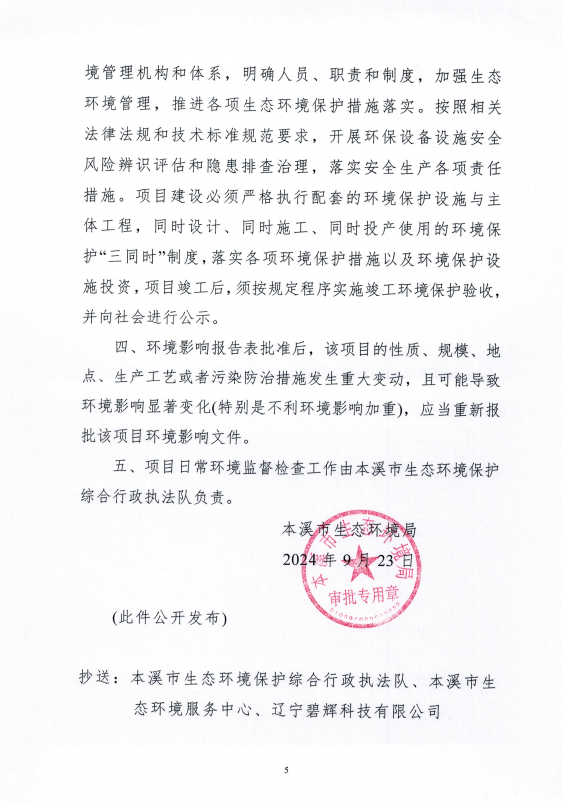 境管理机构和体系，明确人员、职责和制度，加强生态
环境管理，推进各项生态环境保护措施落实。按照相关
法律法规和技术标准规范要求，开展环保设备设施安全
风险辨识评估和隐患排查治理，落实安全生产各项责任
措施。项目建设必须严格执行配套的环境保护设施与主
体工程，同时设计、同时施工、同时投产使用的环境保
护“三同时”制度，落实各项环境保护措施以及环境保护设
施投资，项目竣工后，须按规定程序实施竣工环境保护验收，
并向社会进行公示。
四、环境影响报告表批准后，该项目的性质、规模、地
点、生产工艺或者污染防治措施发生重大变动，且可能导致
环境影响显著变化(特别是不利环境影响加重)，应当重新报
批该项目环境影响文件。
五、项目日常环境监督检查工作由本溪市生态环境保护
综合行政执法队负责。
本溪市生态环境局
2024 年 9 月 23 日
本溪市生态环境局
审批专用章
(此件公开发布)
抄送：本溪市生态环境保护综合行政执法队、本溪市生
态环境服务中心、辽宁碧辉科技有限公司
5